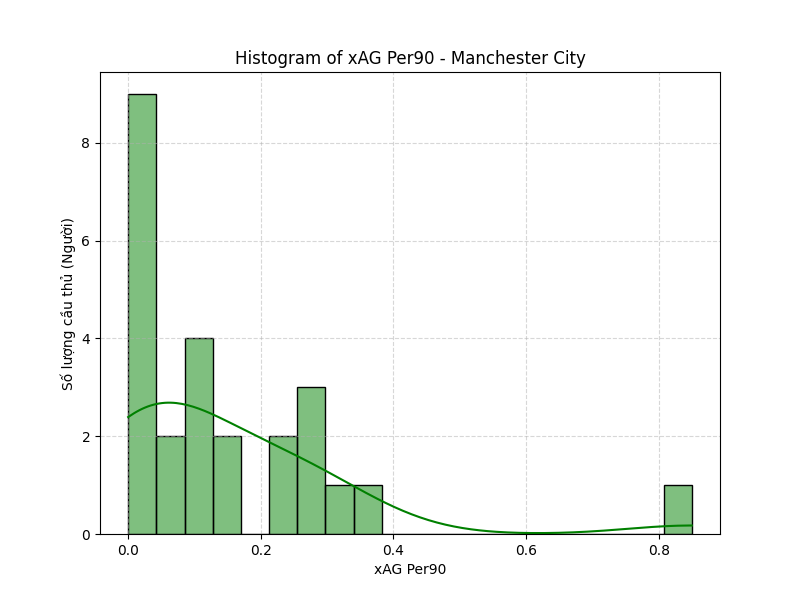 Histogram of xAG Per90 - Manchester City
8
6
4
2
0
Số lượng cầu thủ (Người)
0.0 0.2 0.4 0.6 0.8
xAG Per90